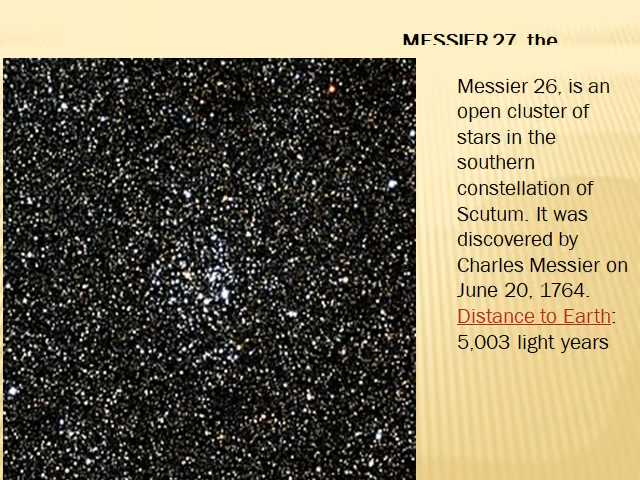 MESSIER 27, the
Messier 26, is an
open cluster of
stars in the
southern
constellation of
Scutum. It was
discovered by
Charles Messier on
June 20, 1764.
Distance to Earth:
5,003 light years